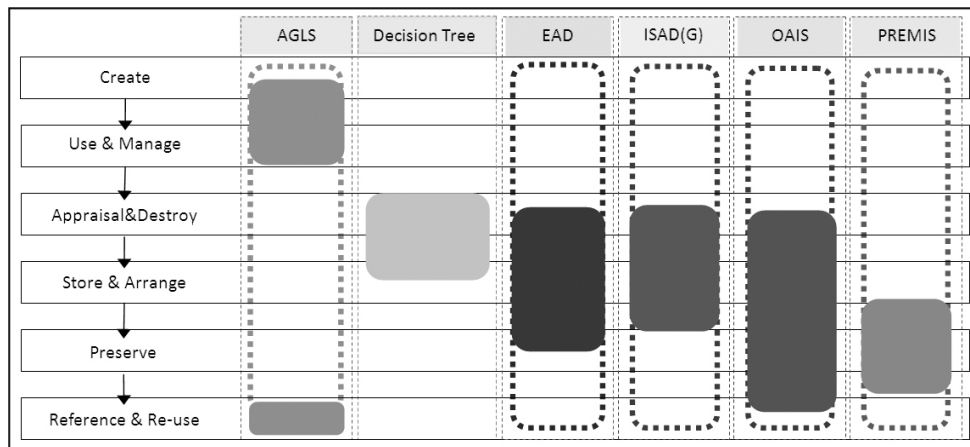 AGLS Decision Tree EAD ISAD(G) OAIS PREMIS
Create
Use & Manage
Appraisal&Destroy
Store & Arrange
Preserve
Reference & Re-use